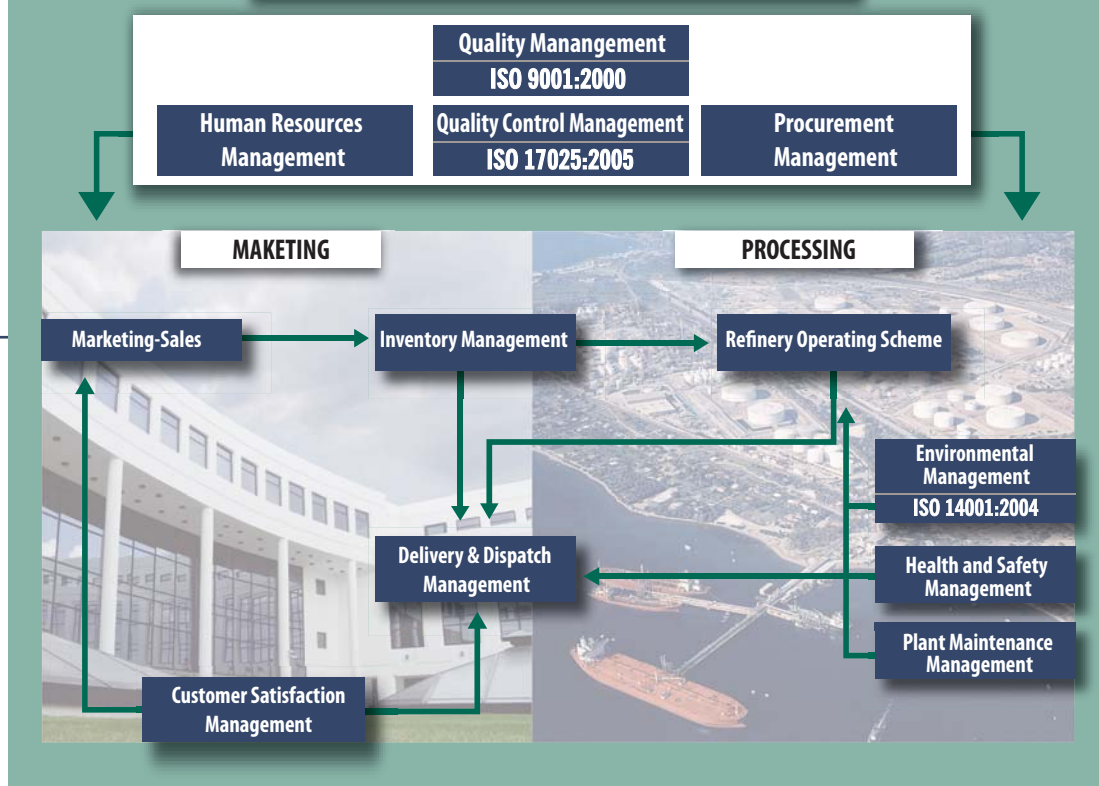 Quality Manangement
ISO 9001:2000
Human Resources
Management
Quality Control Management
ISO 17025:2005
Procurement
Management
MAKETING
PROCESSING
Marketing-Sales
Inventory Management
Refinery Operating Scheme
Environmental
Management
ISO 14001:2004
Delivery & Dispatch
Management
Health and Safety
Management
Plant Maintenance
Management
Customer Satisfaction
Management